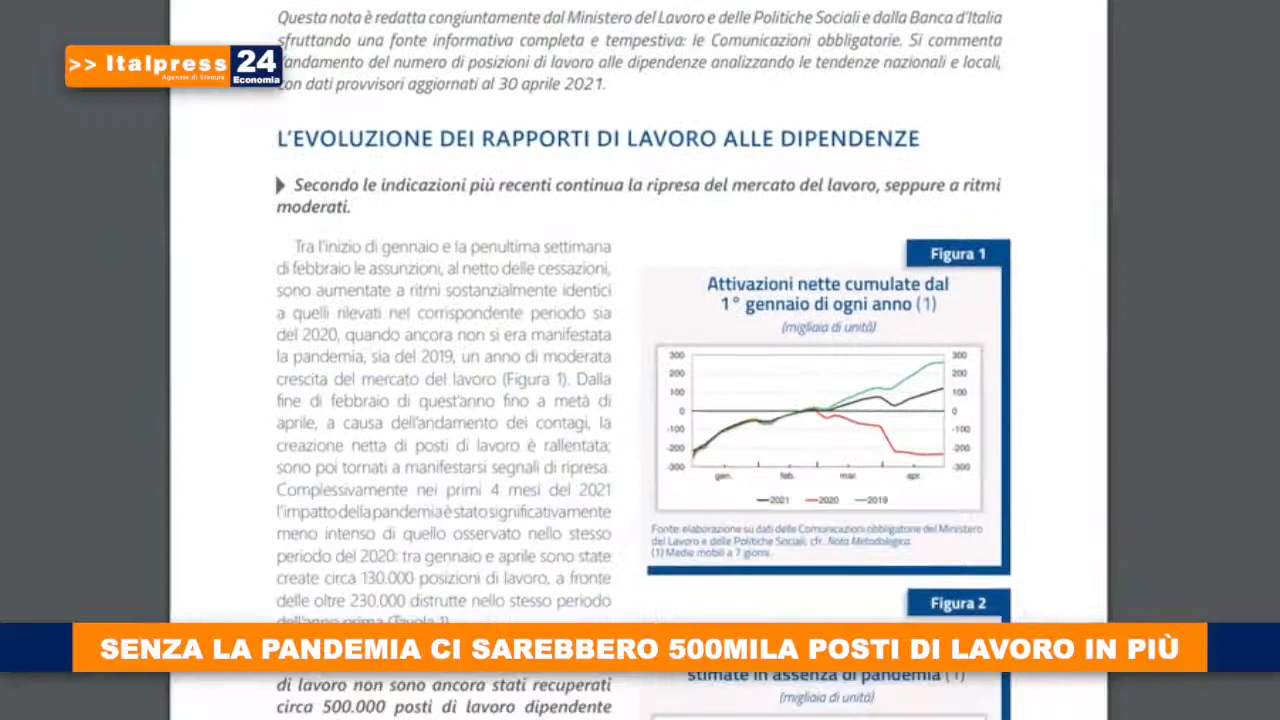 Questa nota è redatta congiuntamente dal Ministero del Lavoro e delle Politiche Sociali e dalla Banca d'Italia
sfruttando una fonte informativa completa e tempestiva: le Comunicazioni obbligatorie. Si commenta
l'andamento del numero di posizioni di lavoro alle dipendenze analizzando le tendenze nazionali e locali,
con dati provvisori aggiornati al 30 aprile 2021.
>> Italpress 24
Agenzia di Stampa Economia
L'EVOLUZIONE DEI RAPPORTI DI LAVORO ALLE DIPENDENZE
Secondo le indicazioni più recenti continua la ripresa del mercato del lavoro, seppure a ritmi
moderati.
Tra l'inizio di gennaio e la penultima settimana
di febbraio le assunzioni, al netto delle cessazioni,
sono aumentate a ritmi sostanzialmente identici
a quelli rilevati nel corrispondente periodo sia
del 2020, quando ancora non si era manifestata
la pandemia, sia del 2019, un anno di moderata
crescita del mercato del lavoro (Figura 1). Dalla
fine di febbraio di quest'anno fino a metà di
aprile, a causa dell'andamento dei contagi, la
creazione netta di posti di lavoro è rallentata;
sono poi tornati a manifestarsi segnali di ripresa.
Complessivamente nei primi 4 mesi del 2021
l'impatto della pandemia è stato significativamente
meno intenso di quello osservato nello stesso
periodo del 2020: tra gennaio e aprile sono state
create circa 130.000 posizioni di lavoro, a fronte
delle oltre 230.000 distrutte nello stesso periodo
dell'anno prima (Tavola 1).
di lavoro non sono ancora stati recuperati
circa 500.000 posti di lavoro dipendente
Figura 1
Attivazioni nette cumulate dal
1° gennaio di ogni anno (1)
(migliaia di unità)
300 300
200 200
100 100
0 0
-100 -100
-200 -200
-300 -300
gen. feb. mar. apr.
2021 2020 2019
Fonte: elaborazione su dati delle Comunicazioni obbligatorie del Ministero
del Lavoro e delle Politiche Sociali; cfr. Nota Metodologica.
(1) Medie mobili a 7 giorni.
Figura 2
stimate in assenza di pandemia (1)
(migliaia di unità)
SENZA LA PANDEMIA CI SAREBBERO 500MILA POSTI DI LAVORO IN PIÙ